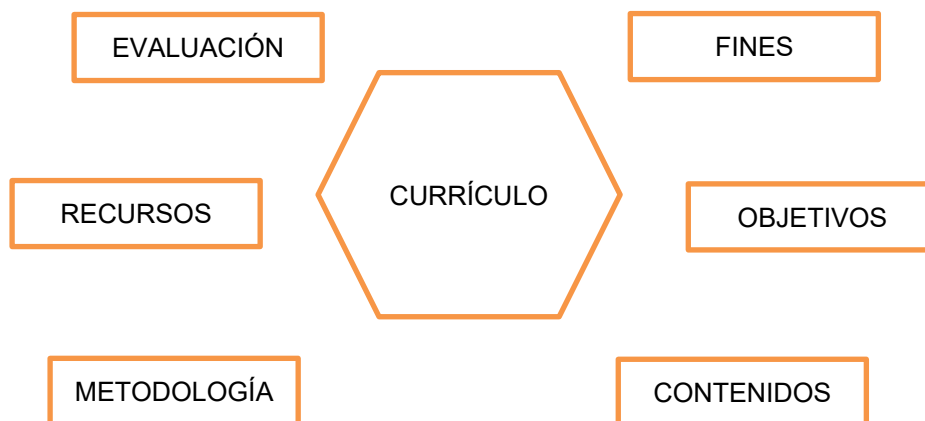 EVALUACIÓN
FINES
CURRÍCULO
RECURSOS
OBJETIVOS
METODOLOGÍA
CONTENIDOS